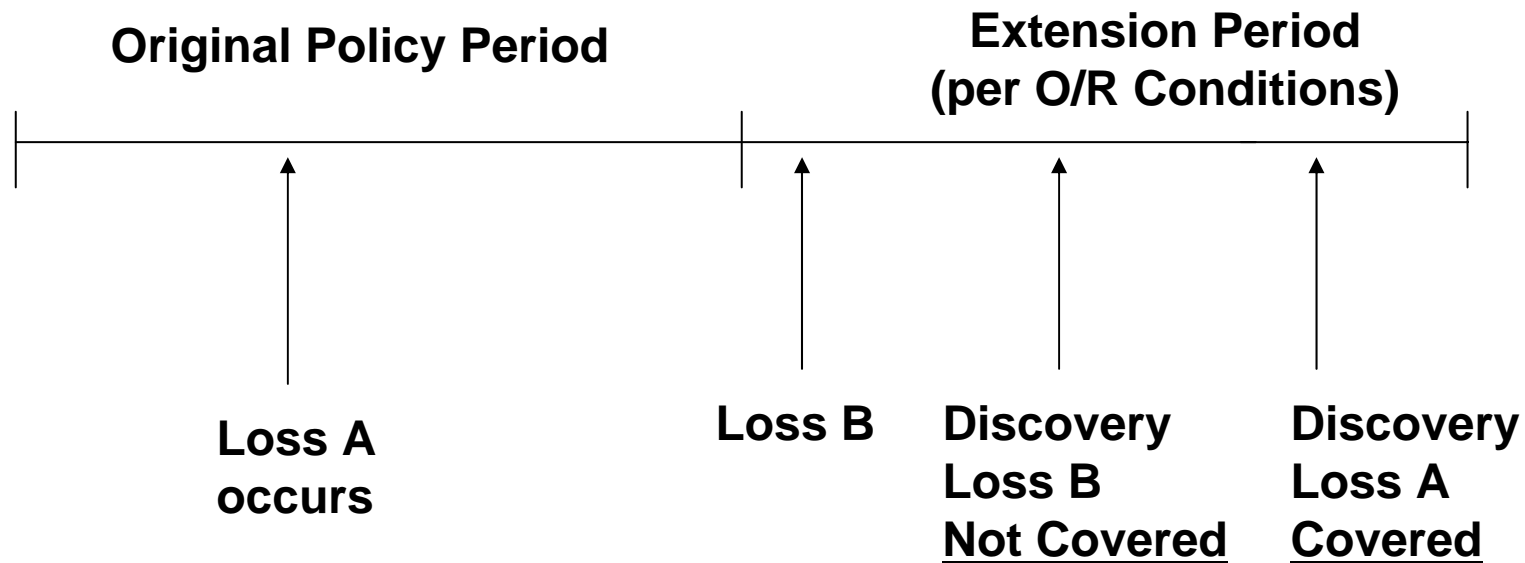 Original Policy Period
Extension Period
(per O/R Conditions)
Loss A
occurs
Loss B
Discovery
Loss B
Not Covered
Discovery
Loss A
Covered